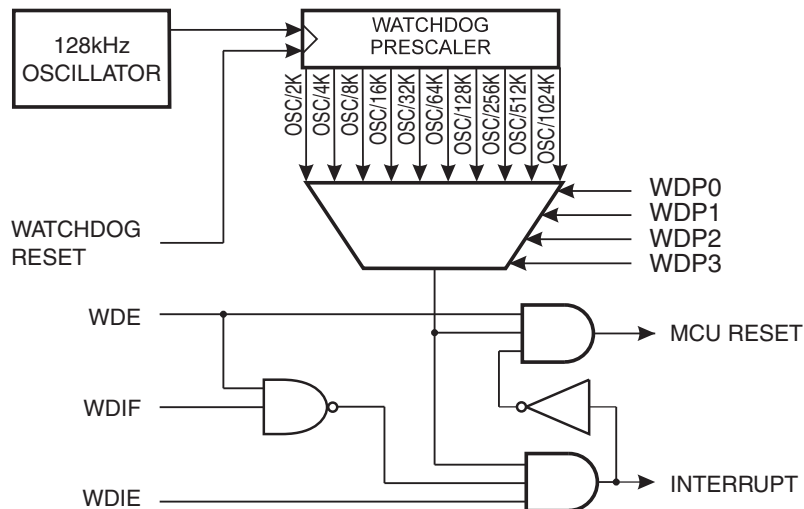 128kHz
OSCILLATOR
WATCHDOG
PRESCALER
OSC/2K
OSC/4K
OSC/8K
OSC/16K
OSC/32K
OSC/64K
OSC/128K
OSC/256K
OSC/512K
OSC/1024K
WATCHDOG
RESET
WDP0
WDP1
WDP2
WDP3
WDE
MCU RESET
WDIF
WDIE
INTERRUPT